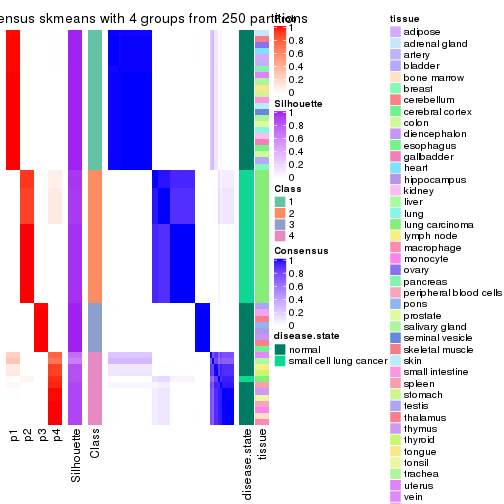 ensus skmeans with 4 groups from 250 partitions
1
0.8
0.6
0.4
0.2
0
Silhouette
1
0.8
0.6
0.4
0.2
0
Class
1
2
3
4
Consensus
1
0.8
0.6
0.4
0.2
0
disease.state
normal
small cell lung cancer
tissue
adipose
adrenal gland
artery
bladder
bone marrow
breast
cerebellum
cerebral cortex
colon
diencephalon
esophagus
gallbadder
heart
hippocampus
kidney
liver
lung
lung carcinoma
lymph node
macrophage
monocyte
ovary
pancreas
peripheral blood cells
pons
prostate
salivary gland
seminal vesicle
skeletal muscle
skin
small intestine
spleen
stomach
testis
thalamus
thymus
thyroid
tongue
tonsil
trachea
uterus
vein
p1
p2
p3
p4
Silhouette
Class
disease.state
tissue